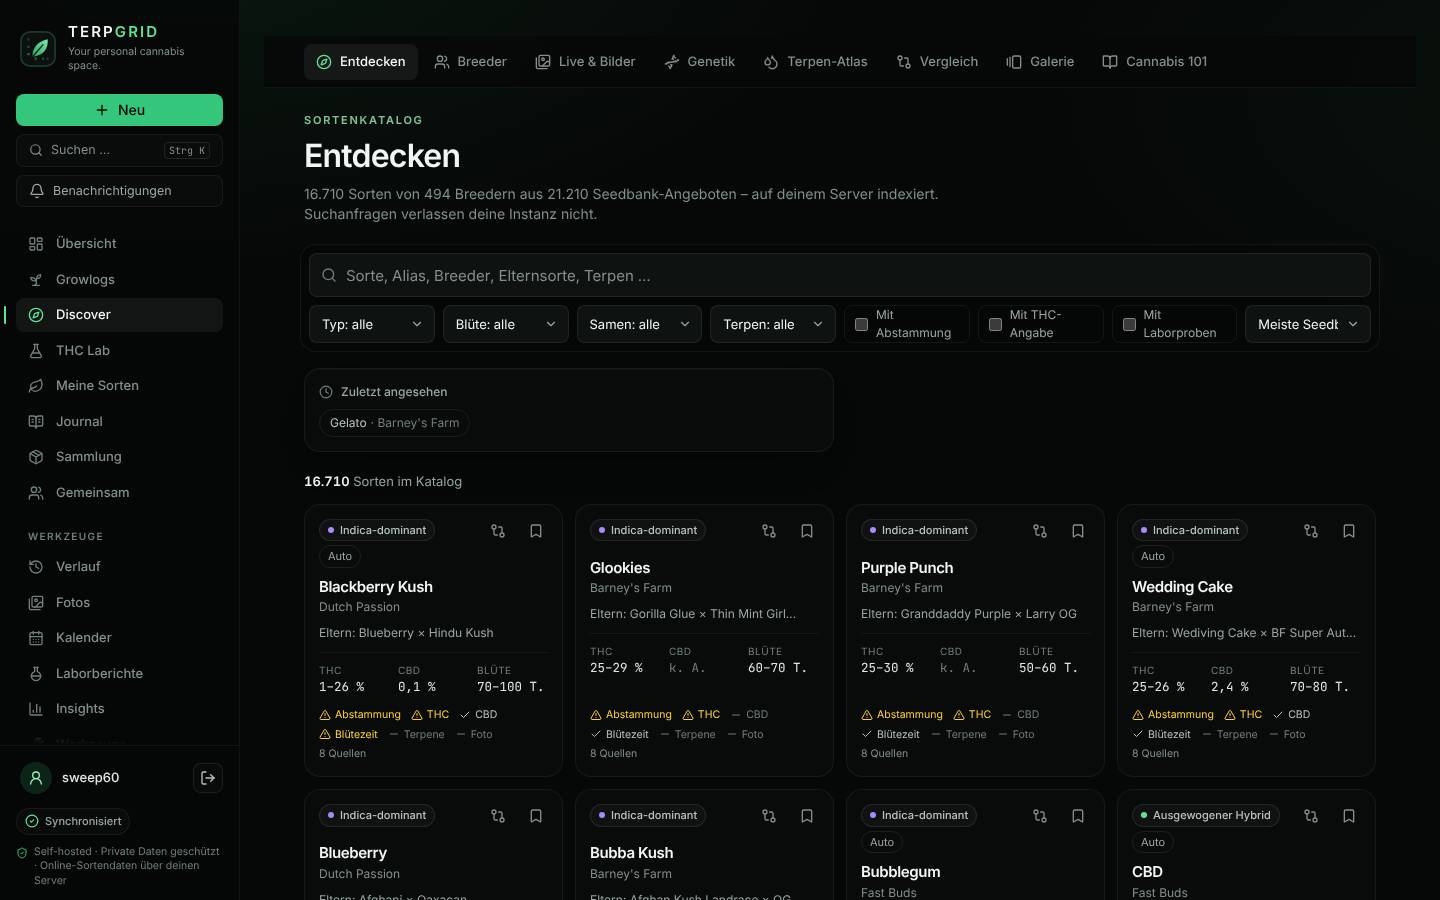 TERPGRID
Your personal cannabis
space.
Neu
Suchen ...
Strg K
Benachrichtigungen
Übersicht
Growlogs
Discover
THC Lab
Meine Sorten
Journal
Sammlung
Gemeinsam
WERKZEUGE
Verlauf
Fotos
Kalender
Laborberichte
Insights
sweep60
Synchronisiert
Self-hosted · Private Daten geschützt
· Online-Sortendaten über deinen
Server
Entdecken
Breeder
Live & Bilder
Genetik
Terpen-Atlas
Vergleich
Galerie
Cannabis 101
SORTENKATALOG
Entdecken
16.710 Sorten von 494 Breedern aus 21.210 Seedbank-Angeboten – auf deinem Server indexiert.
Suchanfragen verlassen deine Instanz nicht.
Sorte, Alias, Breeder, Elternsorte, Terpen ...
Typ: alle
Blüte: alle
Samen: alle
Terpen: alle
Mit
Abstammung
Mit THC-
Angabe
Mit
Laborproben
Meiste Seedb
Zuletzt angesehen
Gelato · Barney's Farm
16.710 Sorten im Katalog
Indica-dominant
Auto
Blackberry Kush
Dutch Passion
Eltern: Blueberry × Hindu Kush
THC CBD BLÜTE
1–26 % 0,1 % 70–100 T.
Abstammung THC CBD
Blütezeit — Terpene — Foto
8 Quellen
Indica-dominant
Glookies
Barney's Farm
Eltern: Gorilla Glue × Thin Mint Girl...
THC CBD BLÜTE
25–29 % k. A. 60–70 T.
Abstammung THC — CBD
Blütezeit — Terpene — Foto
8 Quellen
Indica-dominant
Purple Punch
Barney's Farm
Eltern: Granddaddy Purple × Larry OG
THC CBD BLÜTE
25–30 % k. A. 50–60 T.
Abstammung THC — CBD
Blütezeit — Terpene — Foto
8 Quellen
Indica-dominant
Auto
Wedding Cake
Barney's Farm
Eltern: Wediving Cake × BF Super Aut...
THC CBD BLÜTE
25–26 % 2,4 % 70–80 T.
Abstammung THC CBD
Blütezeit — Terpene — Foto
8 Quellen
Indica-dominant
Blueberry
Dutch Passion
Eltern: Afghani × Oaxacan
Indica-dominant
Bubba Kush
Barney's Farm
Eltern: Afghan Kush Landrace × OG
Indica-dominant
Auto
Bubblegum
Fast Buds
Ausgewogener Hybrid
Auto
CBD
Fast Buds